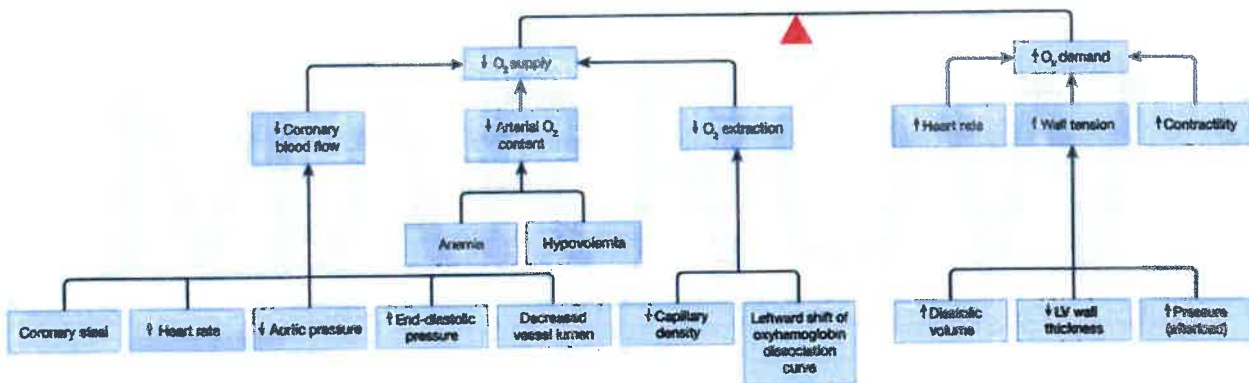 ↓ O₂ supply
↑ O₂ demand
↓ Coronary
blood flow
↓ Arterial O₂
content
↓ O₂ extraction
↑ Heart rate
↑ Wall tension
↑ Contractility
Anemia
Hypovolemia
Coronary steal
↑ Heart rate
↓ Aortic pressure
↑ End-diastolic
pressure
Decreased
vessel lumen
↓ Capillary
density
Leftward shift of
oxyhemoglobin
dissociation
curve
↑ Diastolic
volume
↓ LV wall
thickness
↑ Pressure
(afterload)